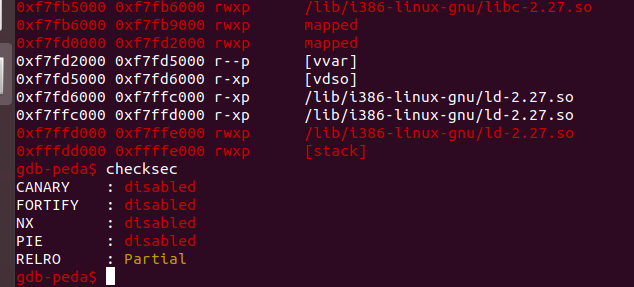 0xf7fb5000 0xf7fb6000 rwxp /lib/i386-linux-gnu/libc-2.27.so
0xf7fb6000 0xf7fb9000 rwxp mapped
0xf7fd0000 0xf7fd2000 rwxp mapped
0xf7fd2000 0xf7fd5000 r--p [vvar]
0xf7fd5000 0xf7fd6000 r-xp [vdso]
0xf7fd6000 0xf7ffc000 r-xp /lib/i386-linux-gnu/ld-2.27.so
0xf7ffc000 0xf7ffd000 r-xp /lib/i386-linux-gnu/ld-2.27.so
0xf7ffd000 0xf7ffe000 rwxp /lib/i386-linux-gnu/ld-2.27.so
0xfffdd000 0xffffe000 rwxp [stack]
gdb-peda$ checksec
CANARY : disabled
FORTIFY : disabled
NX : disabled
PIE : disabled
RELRO : Partial
gdb-peda$